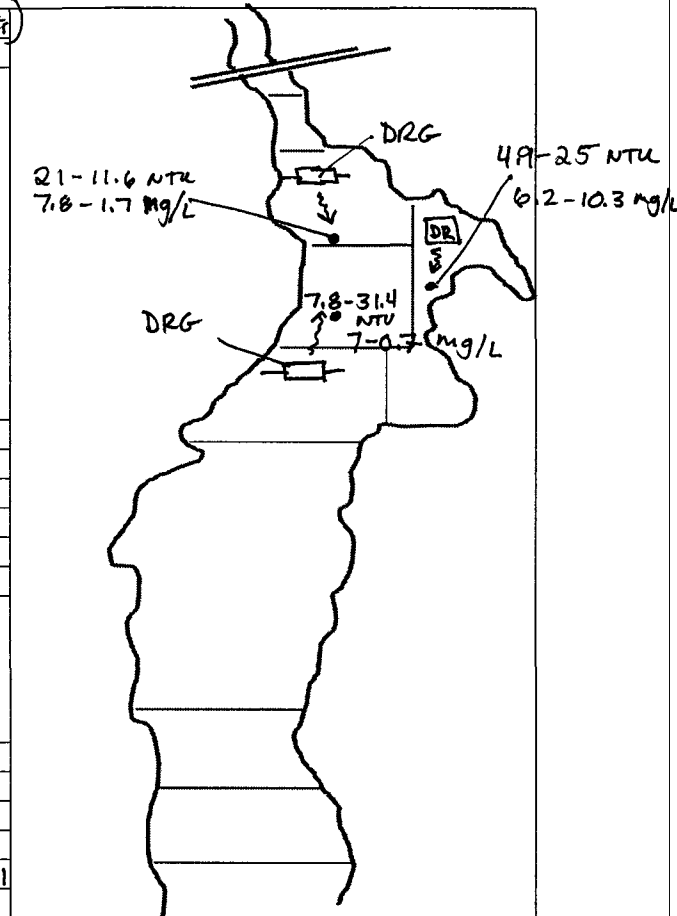 DRG
21-11.6 NTU
7.8-1.7 mg/L
49-25 NTU
6.2-10.3 mg/L
DR
7.8-31.4
NTU
7-0.7 mg/L
DRG